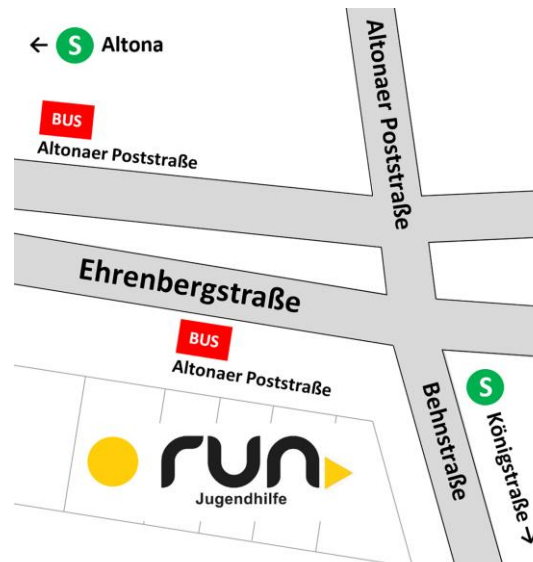 ← S Altona
Altonaer Poststraße
BUS
Altonaer Poststraße
Ehrenbergstraße
BUS
Altonaer Poststraße
Behnstraße
S
Königstraße →
run
Jugendhilfe